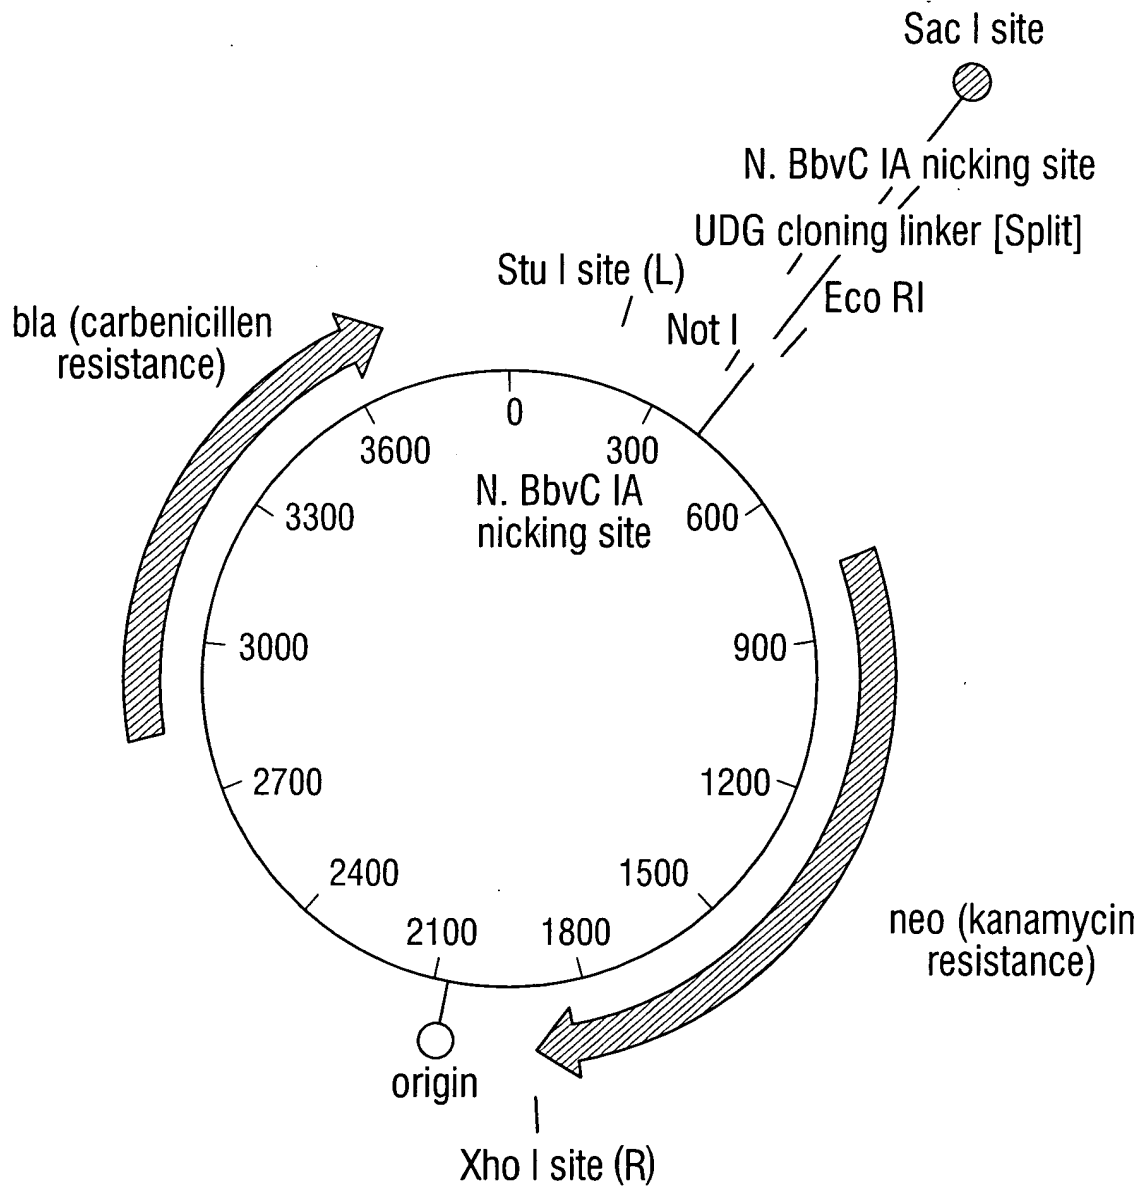 Sac I site
N. BbvC IA nicking site
UDG cloning linker [Split]
Stu I site (L)
Eco RI
Not I
bla (carbenicillen
resistance)
0
300
600
900
1200
1500
1800
2100
2400
2700
3000
3300
3600
N. BbvC IA
nicking site
neo (kanamycin
resistance)
origin
Xho I site (R)